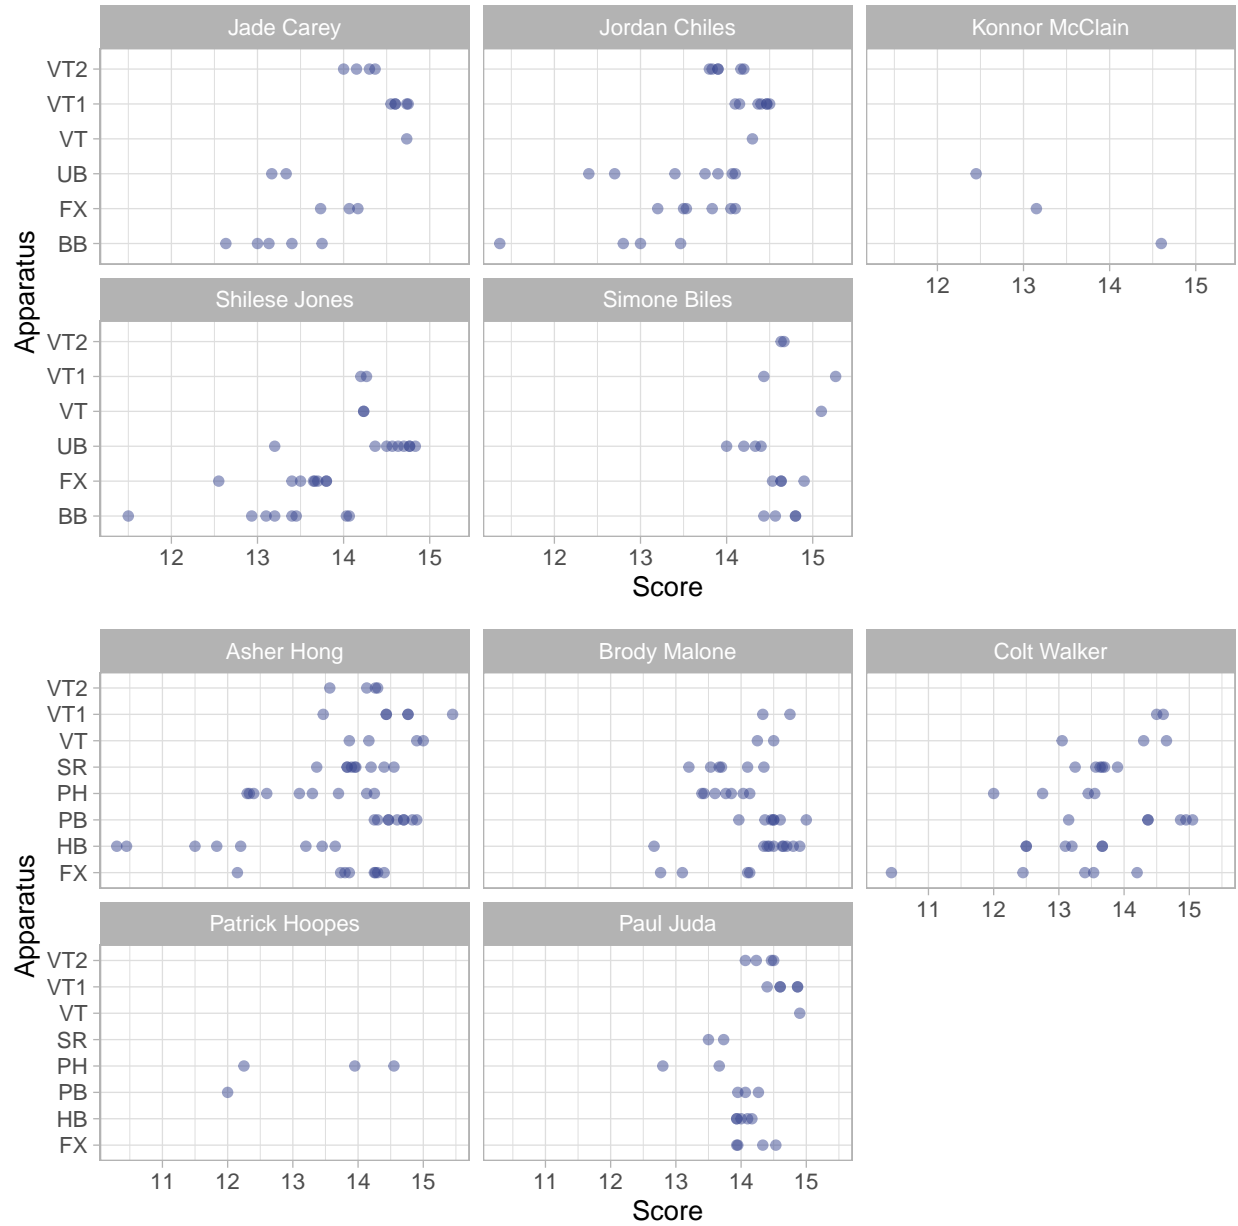 Jade Carey
Jordan Chiles
Konnor McClain
VT2
VT1
VT
UB
FX
BB
12 13 14 15
Shilese Jones
Simone Biles
VT2
VT1
VT
UB
FX
BB
12 13 14 15
12 13 14 15
Apparatus
Score
Asher Hong
Brody Malone
Colt Walker
VT2
VT1
VT
SR
PH
PB
HB
FX
11 12 13 14 15
Patrick Hoopes
Paul Juda
VT2
VT1
VT
SR
PH
PB
HB
FX
11 12 13 14 15
11 12 13 14 15
Apparatus
Score